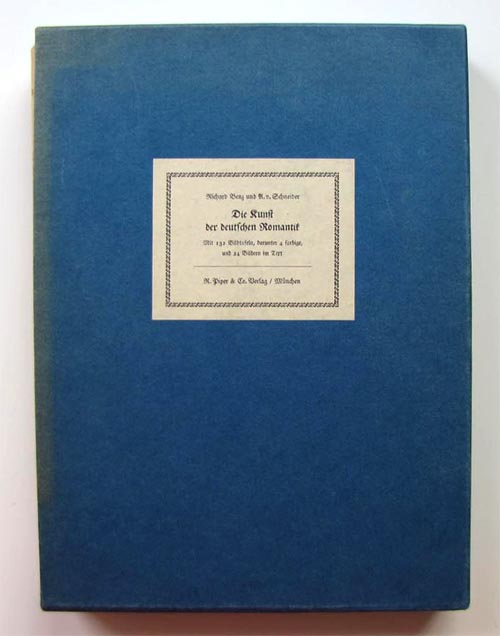 Richard Benz und A. v. Schneider
Die Kunst
der deutschen Romantik
Mit 132 Bildtafeln, darunter 4 farbige,
und 24 Bildern im Text
R. Piper & Co. Verlag / München